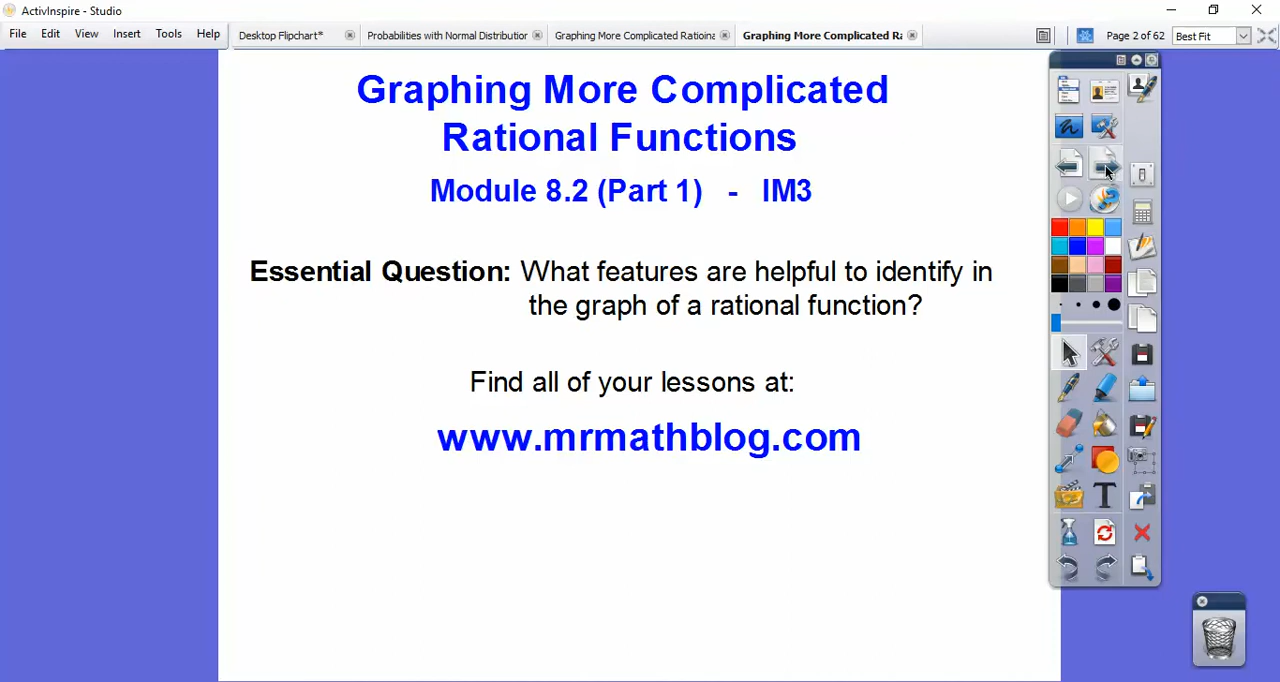 ActivInspire - Studio
File Edit View Insert Tools Help
Desktop Flipchart* Probabilities with Normal Distribution Graphing More Complicated Rationa Graphing More Complicated Ra
Page 2 of 62 Best Fit
Graphing More Complicated
Rational Functions
Module 8.2 (Part 1) - IM3
Essential Question: What features are helpful to identify in
the graph of a rational function?
Find all of your lessons at:
www.mrmathblog.com